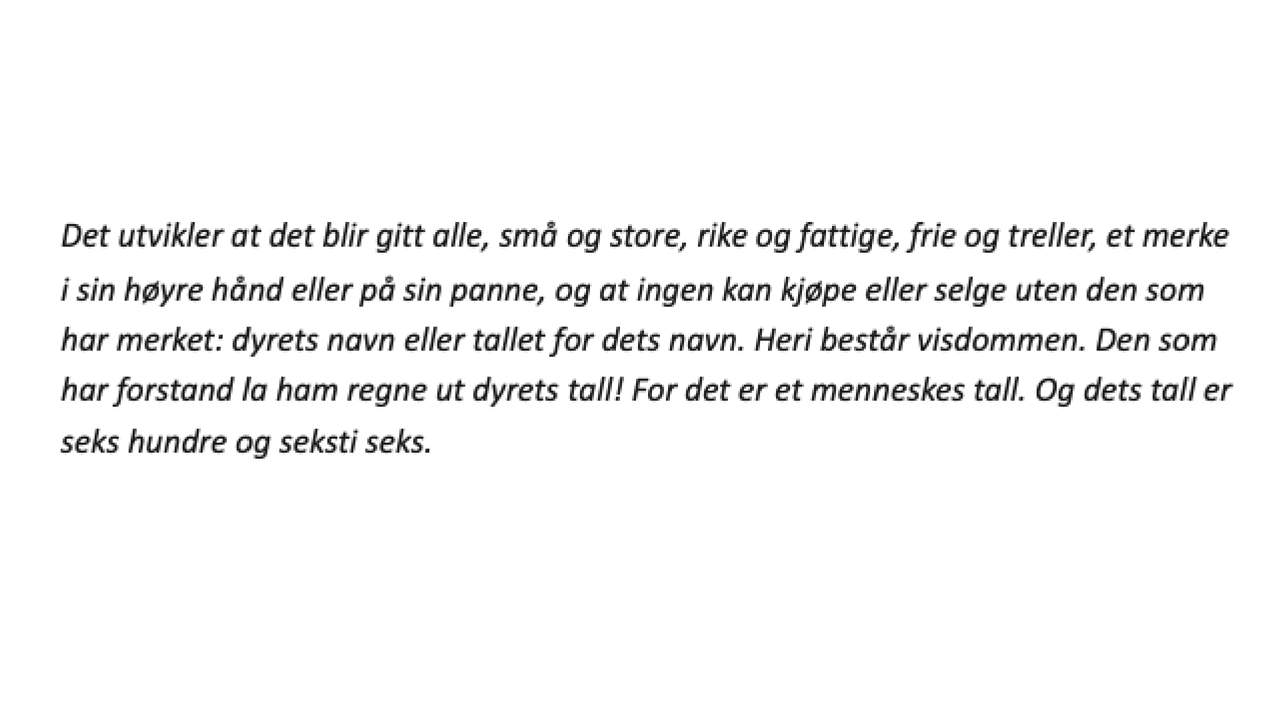 Det utvikler at det blir gitt alle, små og store, rike og fattige, frie og treller, et merke
i sin høyre hånd eller på sin panne, og at ingen kan kjøpe eller selge uten den som
har merket: dyrets navn eller tallet for dets navn. Heri består visdommen. Den som
har forstand la ham regne ut dyrets tall! For det er et menneskes tall. Og dets tall er
seks hundre og seksti seks.